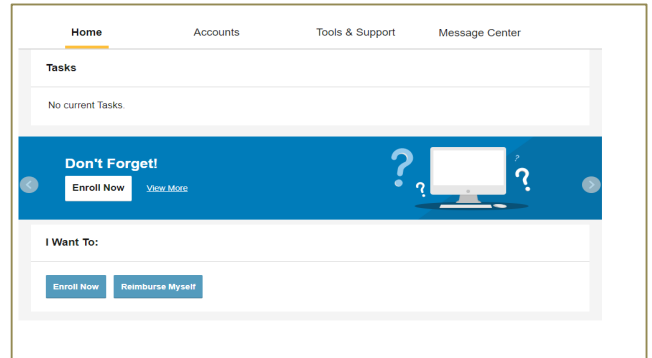 Home Accounts Tools & Support Message Center
Tasks
No current Tasks.
Don't Forget!
Enroll Now View More
? ? ? ?
I Want To:
Enroll Now Reimburse Myself